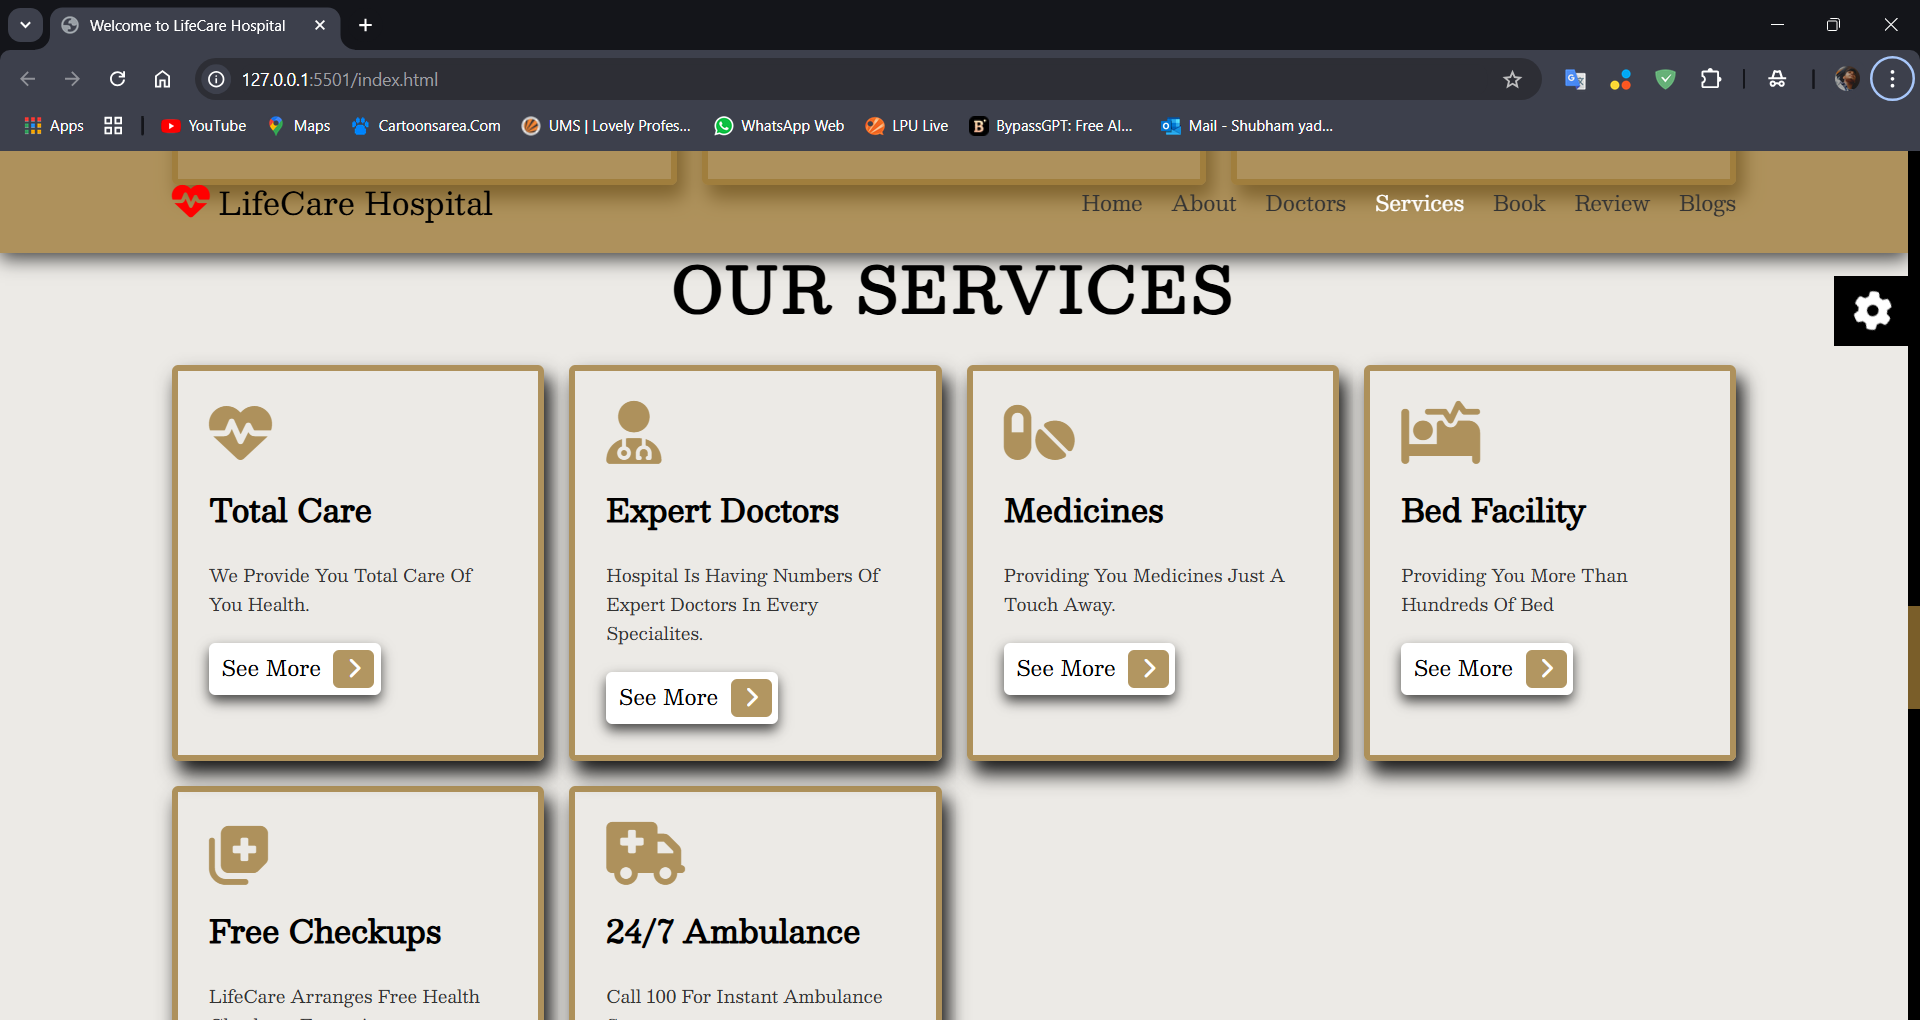 Welcome to LifeCare Hospital
127.0.0.1:5501/index.html
Apps YouTube Maps Cartoonsarea.Com UMS | Lovely Profes... WhatsApp Web LPU Live BypassGPT: Free AI... Mail - Shubham yad...
LifeCare Hospital
Home About Doctors Services Book Review Blogs
OUR SERVICES
Total Care
We Provide You Total Care Of
You Health.
See More
Expert Doctors
Hospital Is Having Numbers Of
Expert Doctors In Every
Specialites.
See More
Medicines
Providing You Medicines Just A
Touch Away.
See More
Bed Facility
Providing You More Than
Hundreds Of Bed
See More
Free Checkups
LifeCare Arranges Free Health
24/7 Ambulance
Call 100 For Instant Ambulance